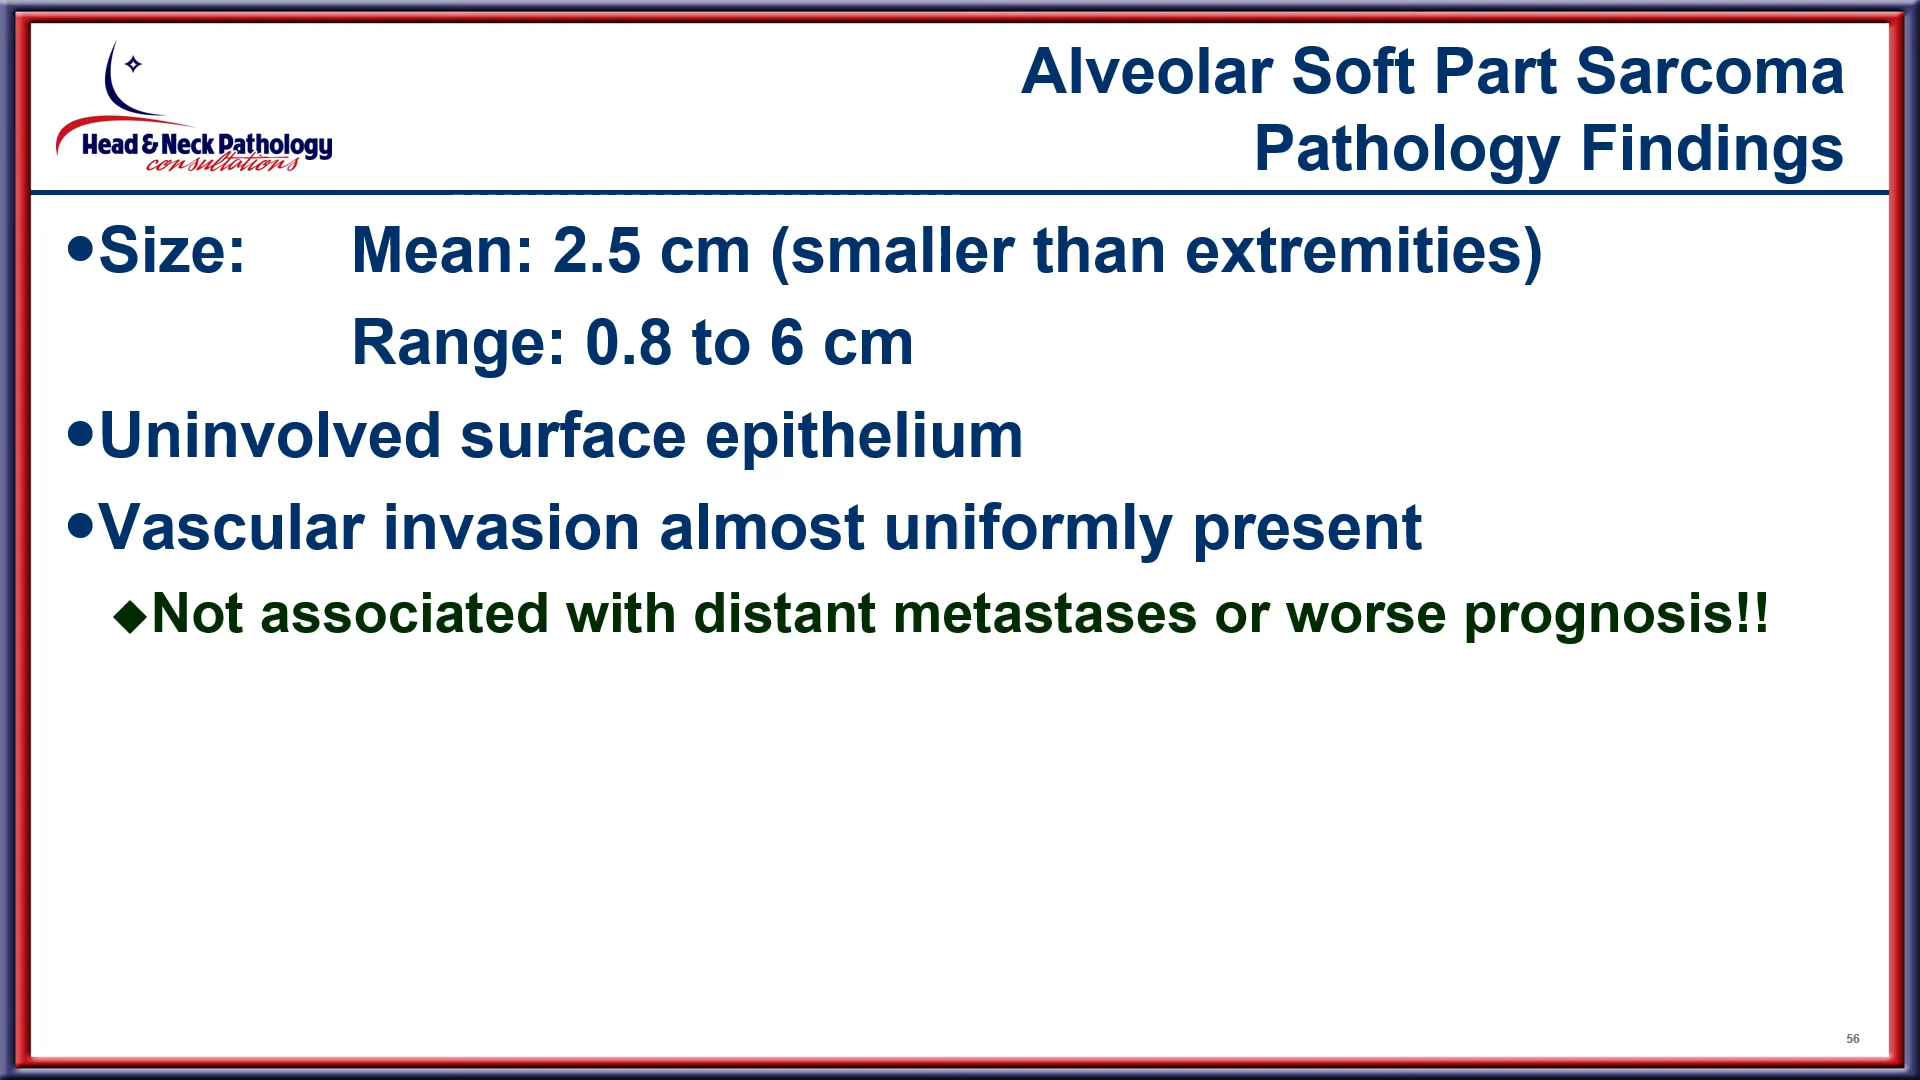 Head & Neck Pathology
consultations
Alveolar Soft Part Sarcoma
Pathology Findings
●Size: Mean: 2.5 cm (smaller than extremities)
Range: 0.8 to 6 cm
●Uninvolved surface epithelium
●Vascular invasion almost uniformly present
◆Not associated with distant metastases or worse prognosis!!
56